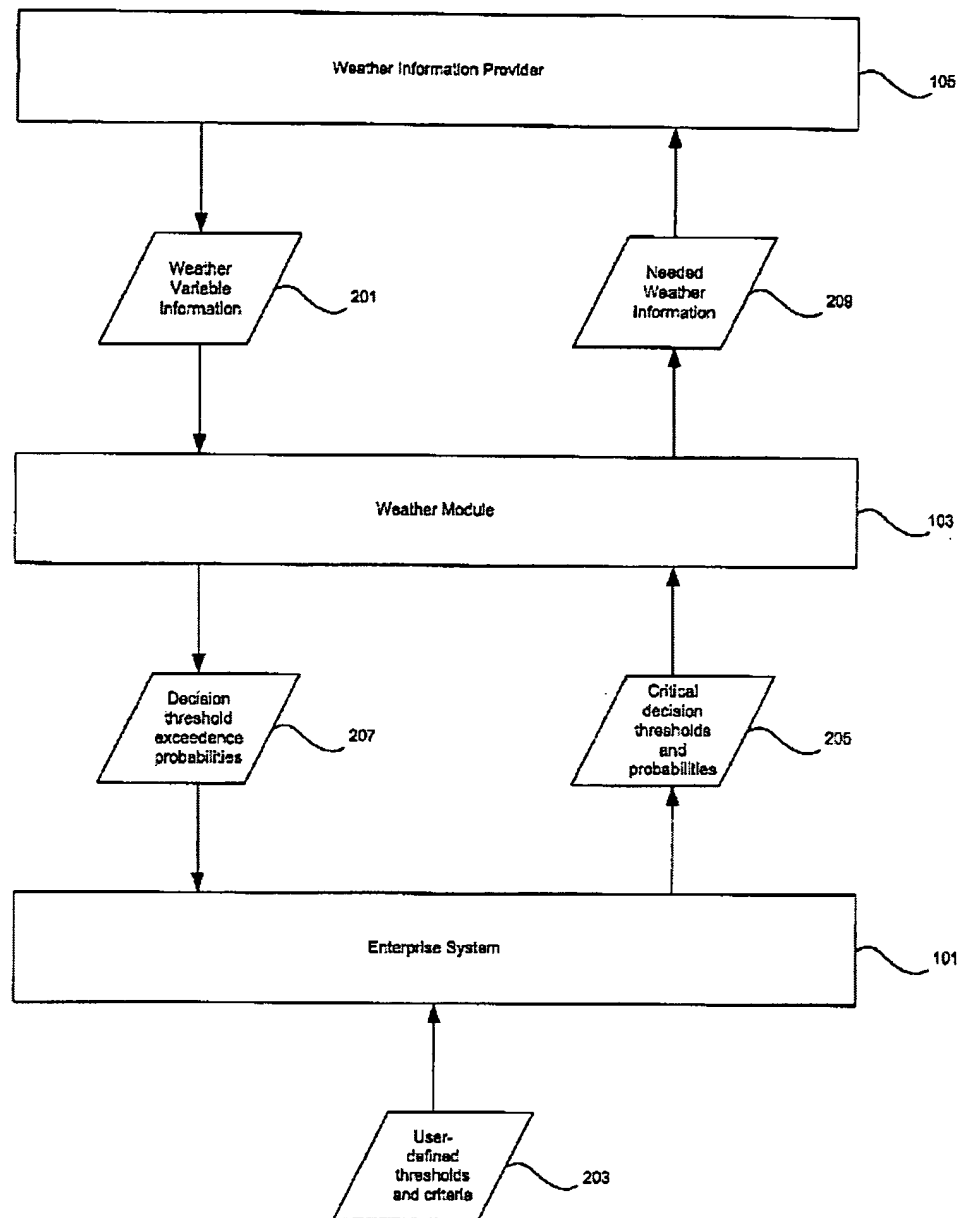 Weather Information Provider
105
Weather
Variable
Information
201
Needed
Weather
Information
209
Weather Module
103
Decision
threshold
exceedence
probabilities
207
Critical
decision
thresholds
and
probabilities
205
Enterprise System
101
User-
defined
thresholds
and criteria
203